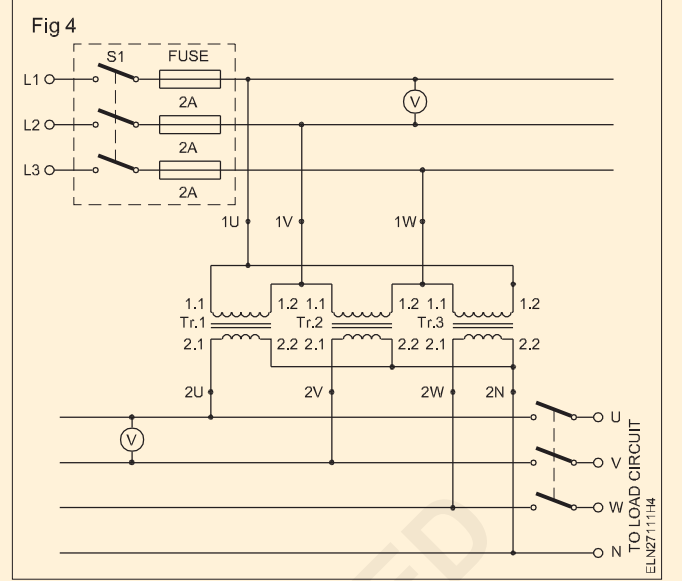 Fig 4
S1 FUSE
L1 V
2A
L2
2A
L3
2A
1U 1V 1W
1.1 1.2 1.1 1.2 1.1 1.2
Tr.1 Tr.2 Tr.3
2.1 2.2 2.1 2.2 2.1 2.2
2U 2V 2W 2N
U
V
V
W
N
TO LOAD CIRCUIT
ELN27111H4